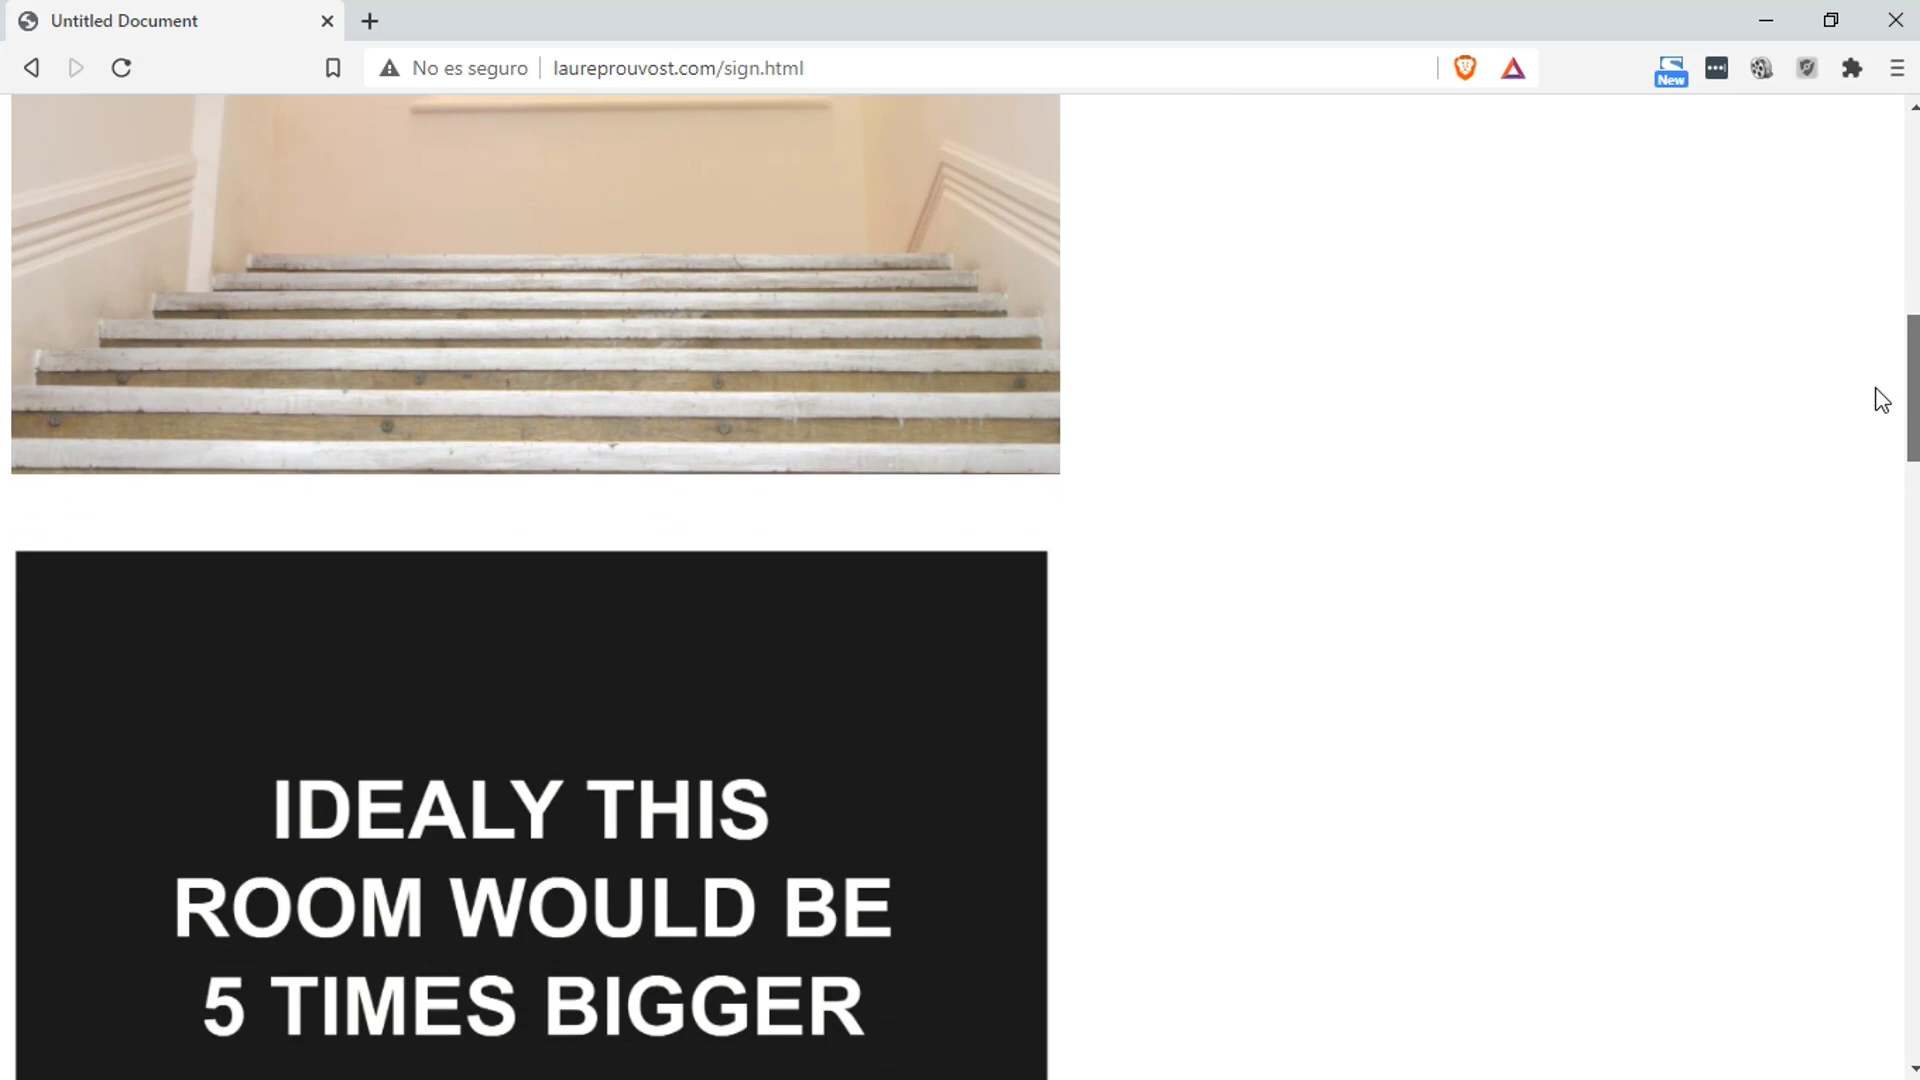 Untitled Document
No es seguro
laureprouvost.com/sign.html
New
IDEALY THIS
ROOM WOULD BE
5 TIMES BIGGER